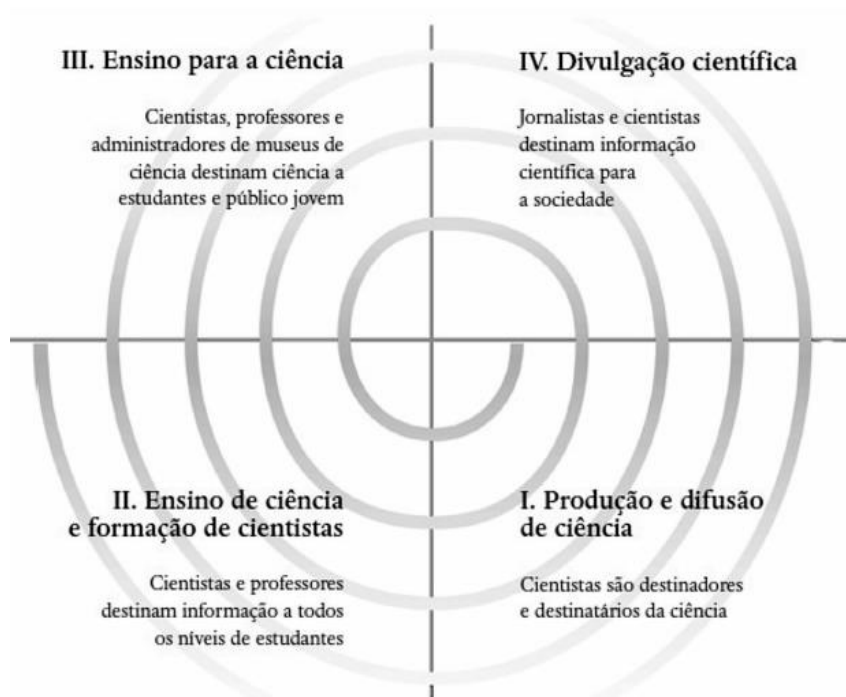 III. Ensino para a ciência
Cientistas, professores e
administradores de museus de
ciência destinam ciência a
estudantes e público jovem
IV. Divulgação científica
Jornalistas e cientistas
destinam informação
científica para
a sociedade
II. Ensino de ciência
e formação de cientistas
Cientistas e professores
destinam informação a todos
os níveis de estudantes
I. Produção e difusão
de ciência
Cientistas são destinadores
e destinatários da ciência